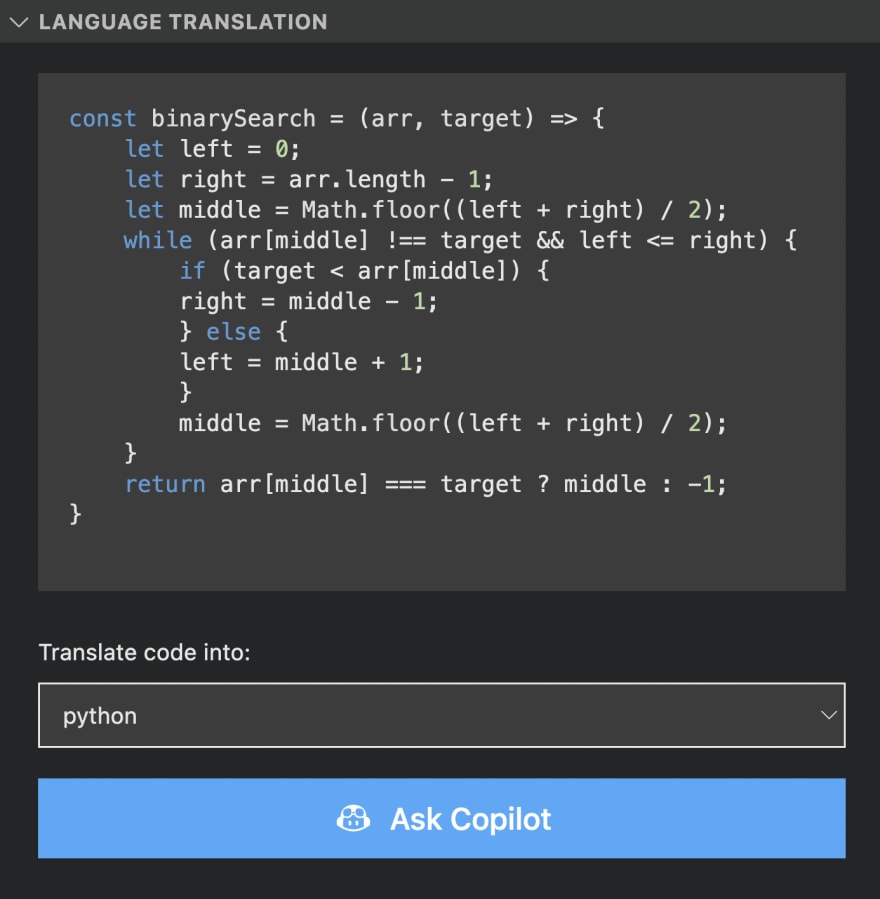 LANGUAGE TRANSLATION
const binarySearch = (arr, target) => {
    let left = 0;
    let right = arr.length - 1;
    let middle = Math.floor((left + right) / 2);
    while (arr[middle] !== target && left <= right) {
        if (target < arr[middle]) {
        right = middle - 1;
        } else {
        left = middle + 1;
        }
        middle = Math.floor((left + right) / 2);
    }
    return arr[middle] === target ? middle : -1;
}
Translate code into:
python
Ask Copilot